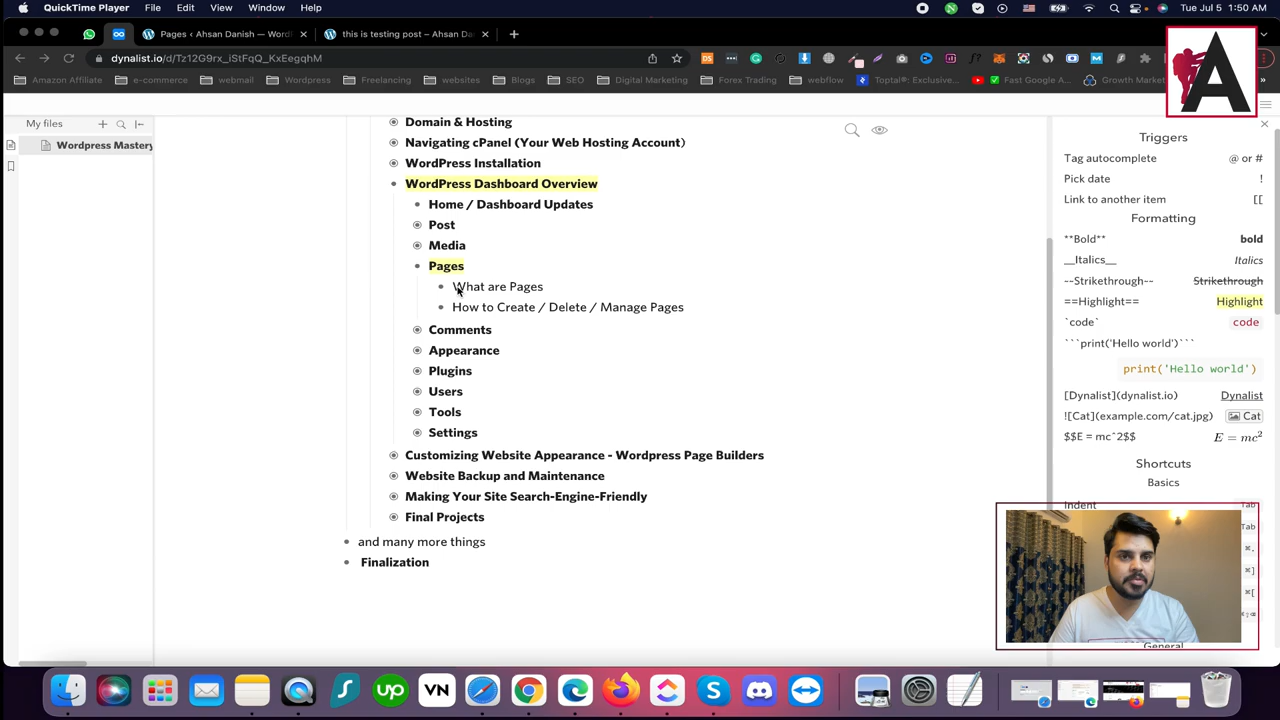 QuickTime Player File Edit View Window Help
Tue Jul 5 1:50 AM
Pages ‹ Ahsan Danish — Word
this is testing post – Ahsan Da
dynalist.io/d/Tz12G9rx_iStFqQ_KxEegqhM
Amazon Affiliate e-commerce webmail Wordpress Freelancing websites Blogs SEO Digital Marketing Forex Trading webflow Toptal®: Exclusive... Fast Google A... Growth Market
A
My files
Wordpress Mastery
Domain & Hosting
Navigating cPanel (Your Web Hosting Account)
WordPress Installation
WordPress Dashboard Overview
Home / Dashboard Updates
Post
Media
Pages
What are Pages
How to Create / Delete / Manage Pages
Comments
Appearance
Plugins
Users
Tools
Settings
Customizing Website Appearance - Wordpress Page Builders
Website Backup and Maintenance
Making Your Site Search-Engine-Friendly
Final Projects
and many more things
Finalization
Triggers
Tag autocomplete @ or #
Pick date !
Link to another item [[
Formatting
**Bold** bold
__Italics__ Italics
~~Strikethrough~~ Strikethrough
==Highlight== Highlight
`code` code
```print('Hello world')```
print('Hello world')
[Dynalist](dynalist.io) Dynalist
![Cat](example.com/cat.jpg) Cat
$$E = mc^2$$ E = mc²
Shortcuts
Basics
Indent Tab
Tab
General
up
VN